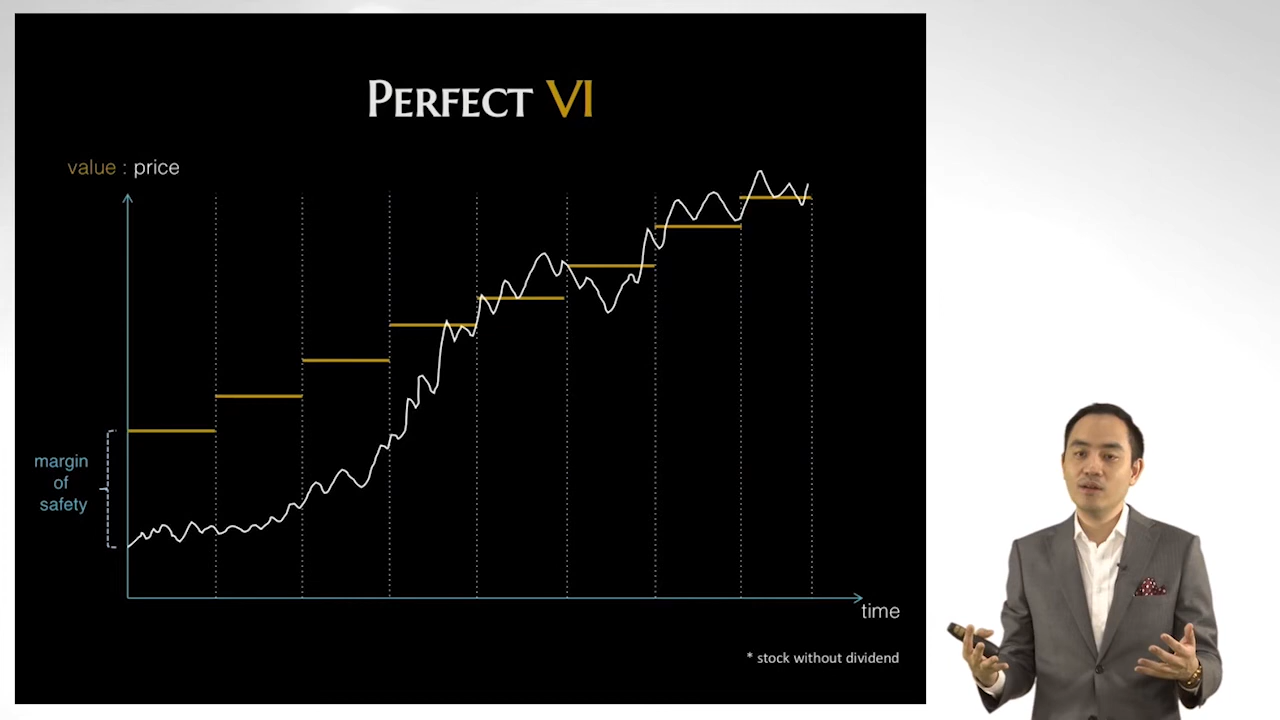 PERFECT VI
value : price
margin
of
safety
time
* stock without dividend